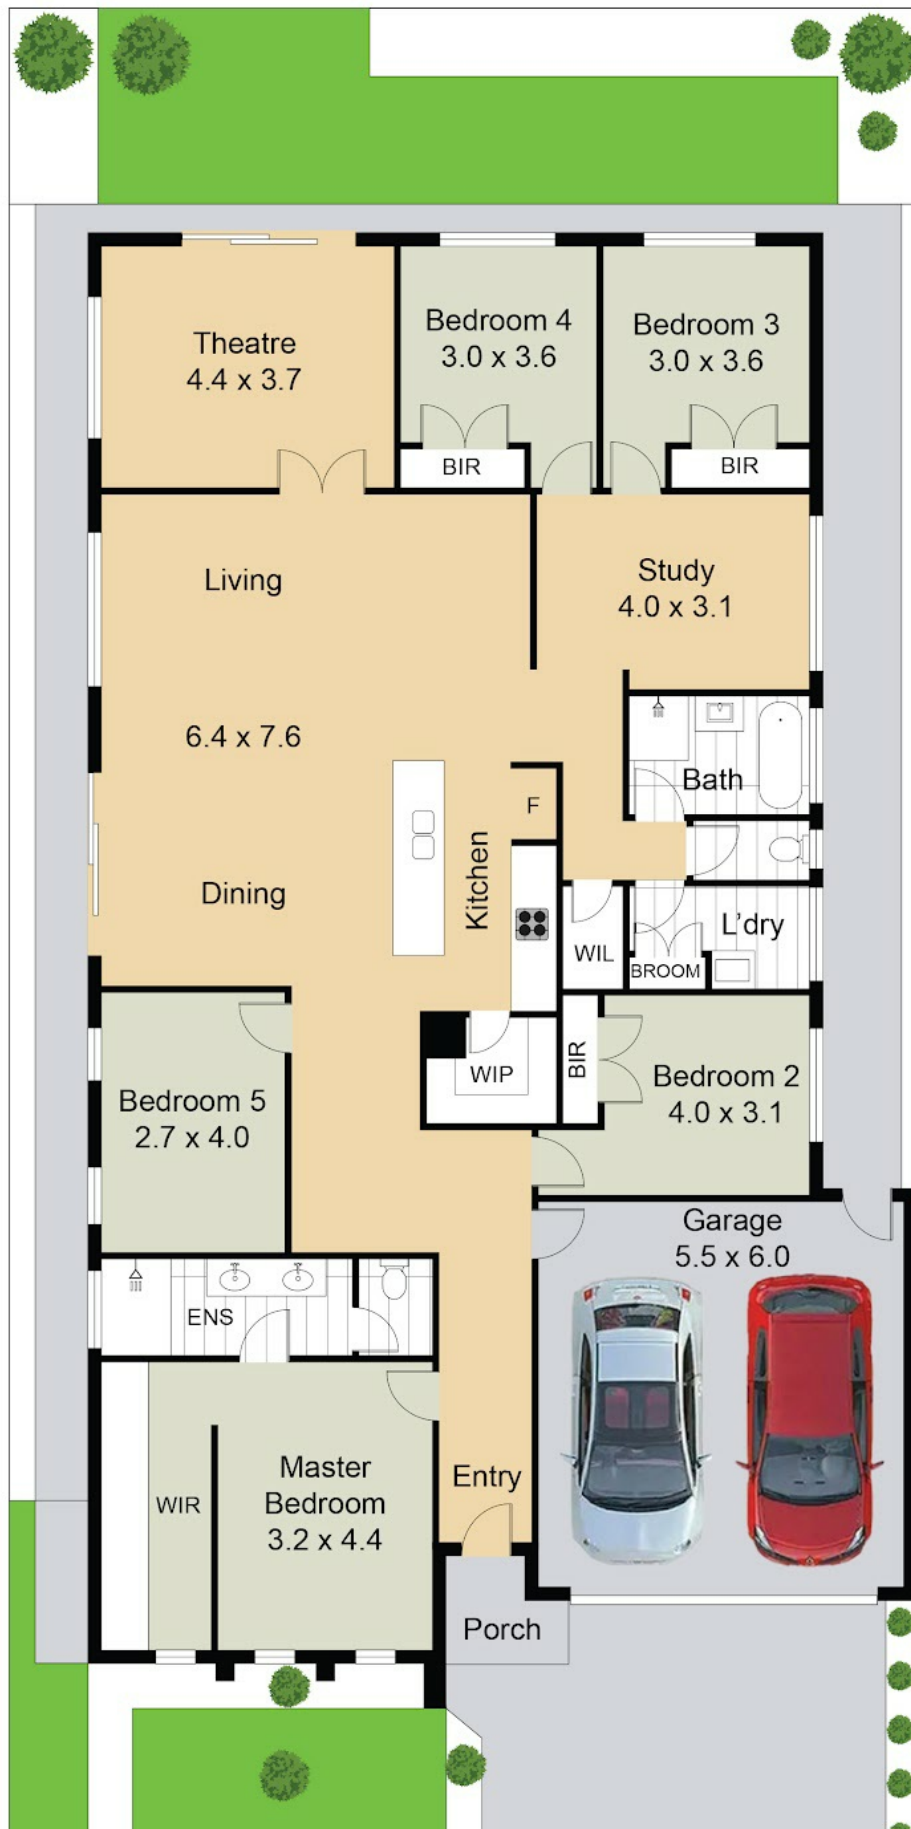 Theatre
4.4 x 3.7
Bedroom 4
3.0 x 3.6
Bedroom 3
3.0 x 3.6
BIR
BIR
Living
Study
4.0 x 3.1
6.4 x 7.6
Bath
F
Kitchen
Dining
L'dry
WIL
BROOM
BIR
WIP
Bedroom 2
4.0 x 3.1
Bedroom 5
2.7 x 4.0
Garage
5.5 x 6.0
ENS
Master
Bedroom
3.2 x 4.4
WIR
Entry
Porch